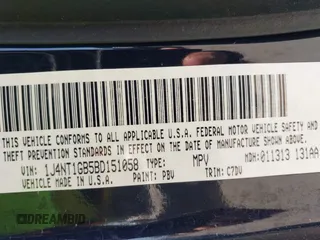 THIS VEHICLE CONFORMS TO ALL APPLICABLE U.S.A. FEDERAL MOTOR VEHICLE SAFETY AND
THEFT PREVENTION STANDARDS IN EFFECT ON THE DATE OF MANUFACTURE SHOWN ABOVE.
VIN: 1J4NT1GB5BD151058 TYPE: MPV MDH: 011313 131AA
MADE IN U.S.A. PAINT: PBV TRIM: C7DV
DREAMBID